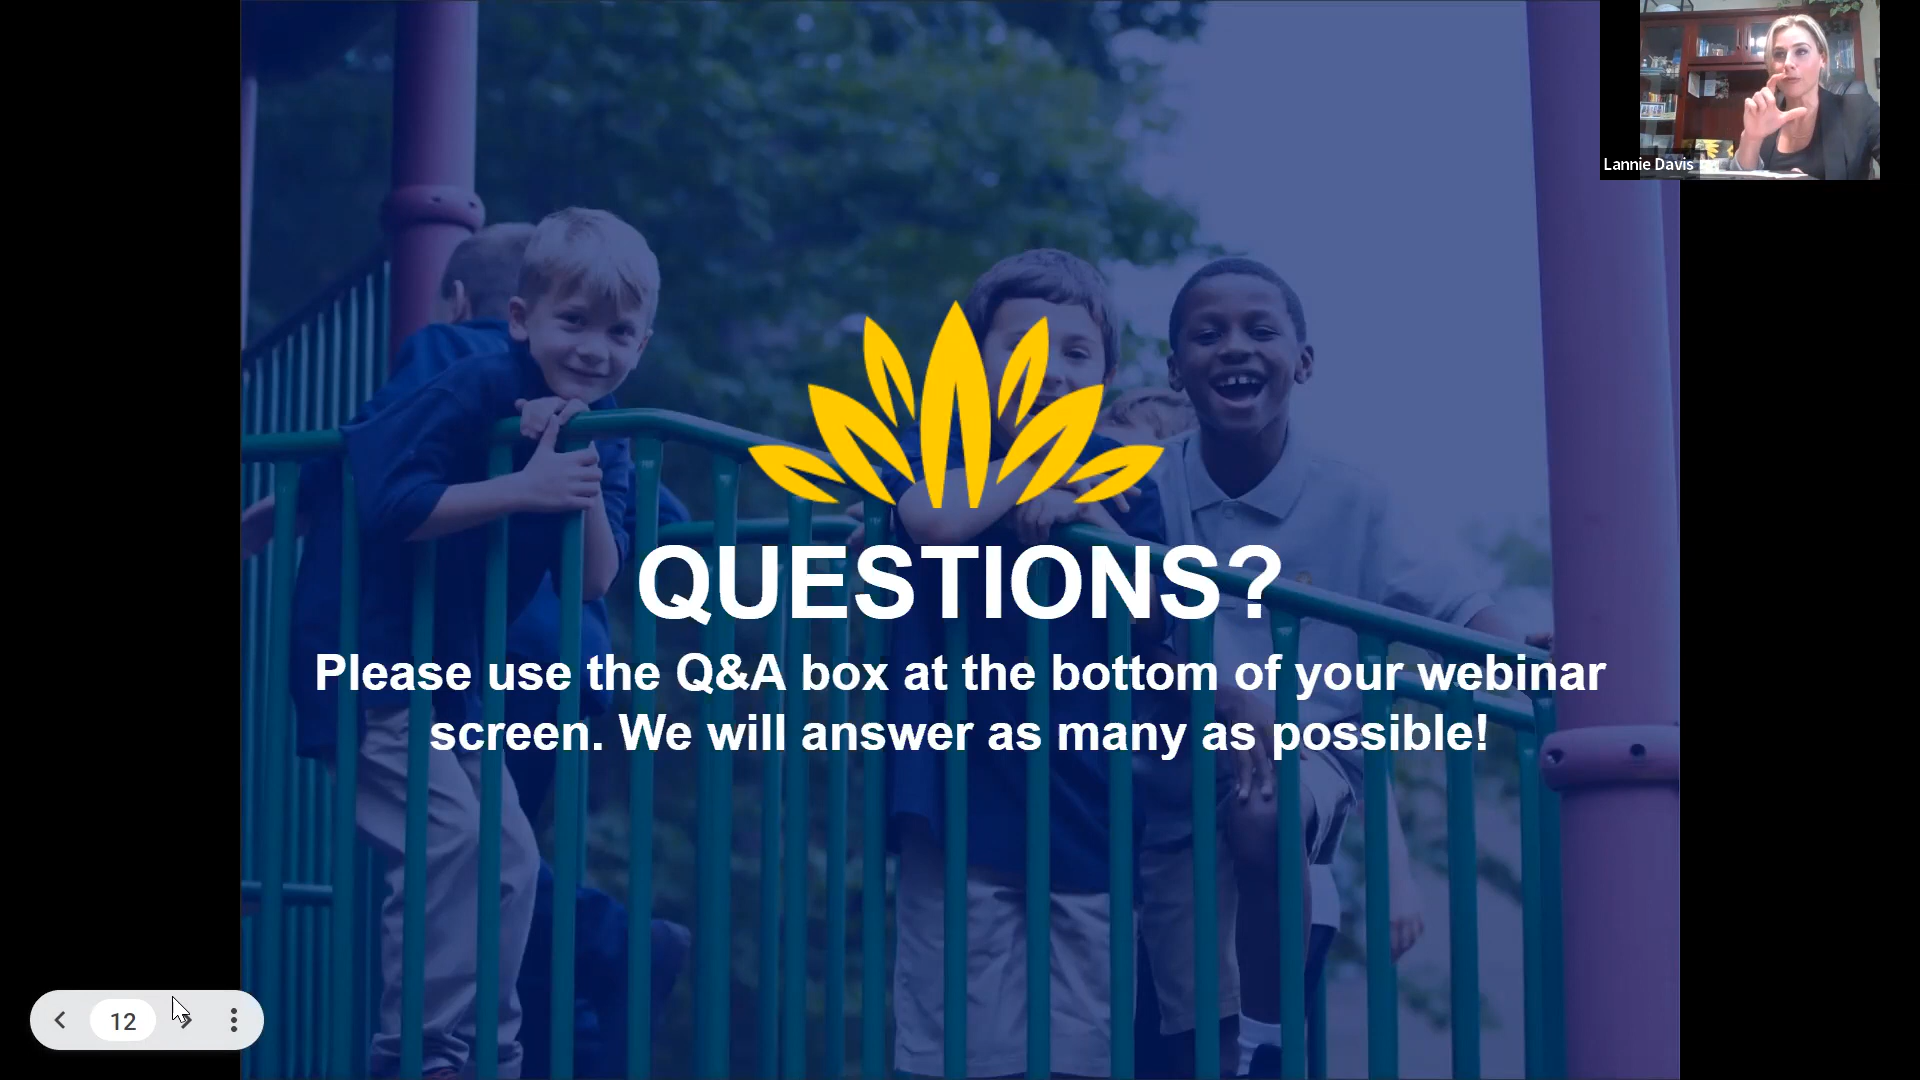 Lannie Davis
QUESTIONS?
Please use the Q&A box at the bottom of your webinar
screen. We will answer as many as possible!
12